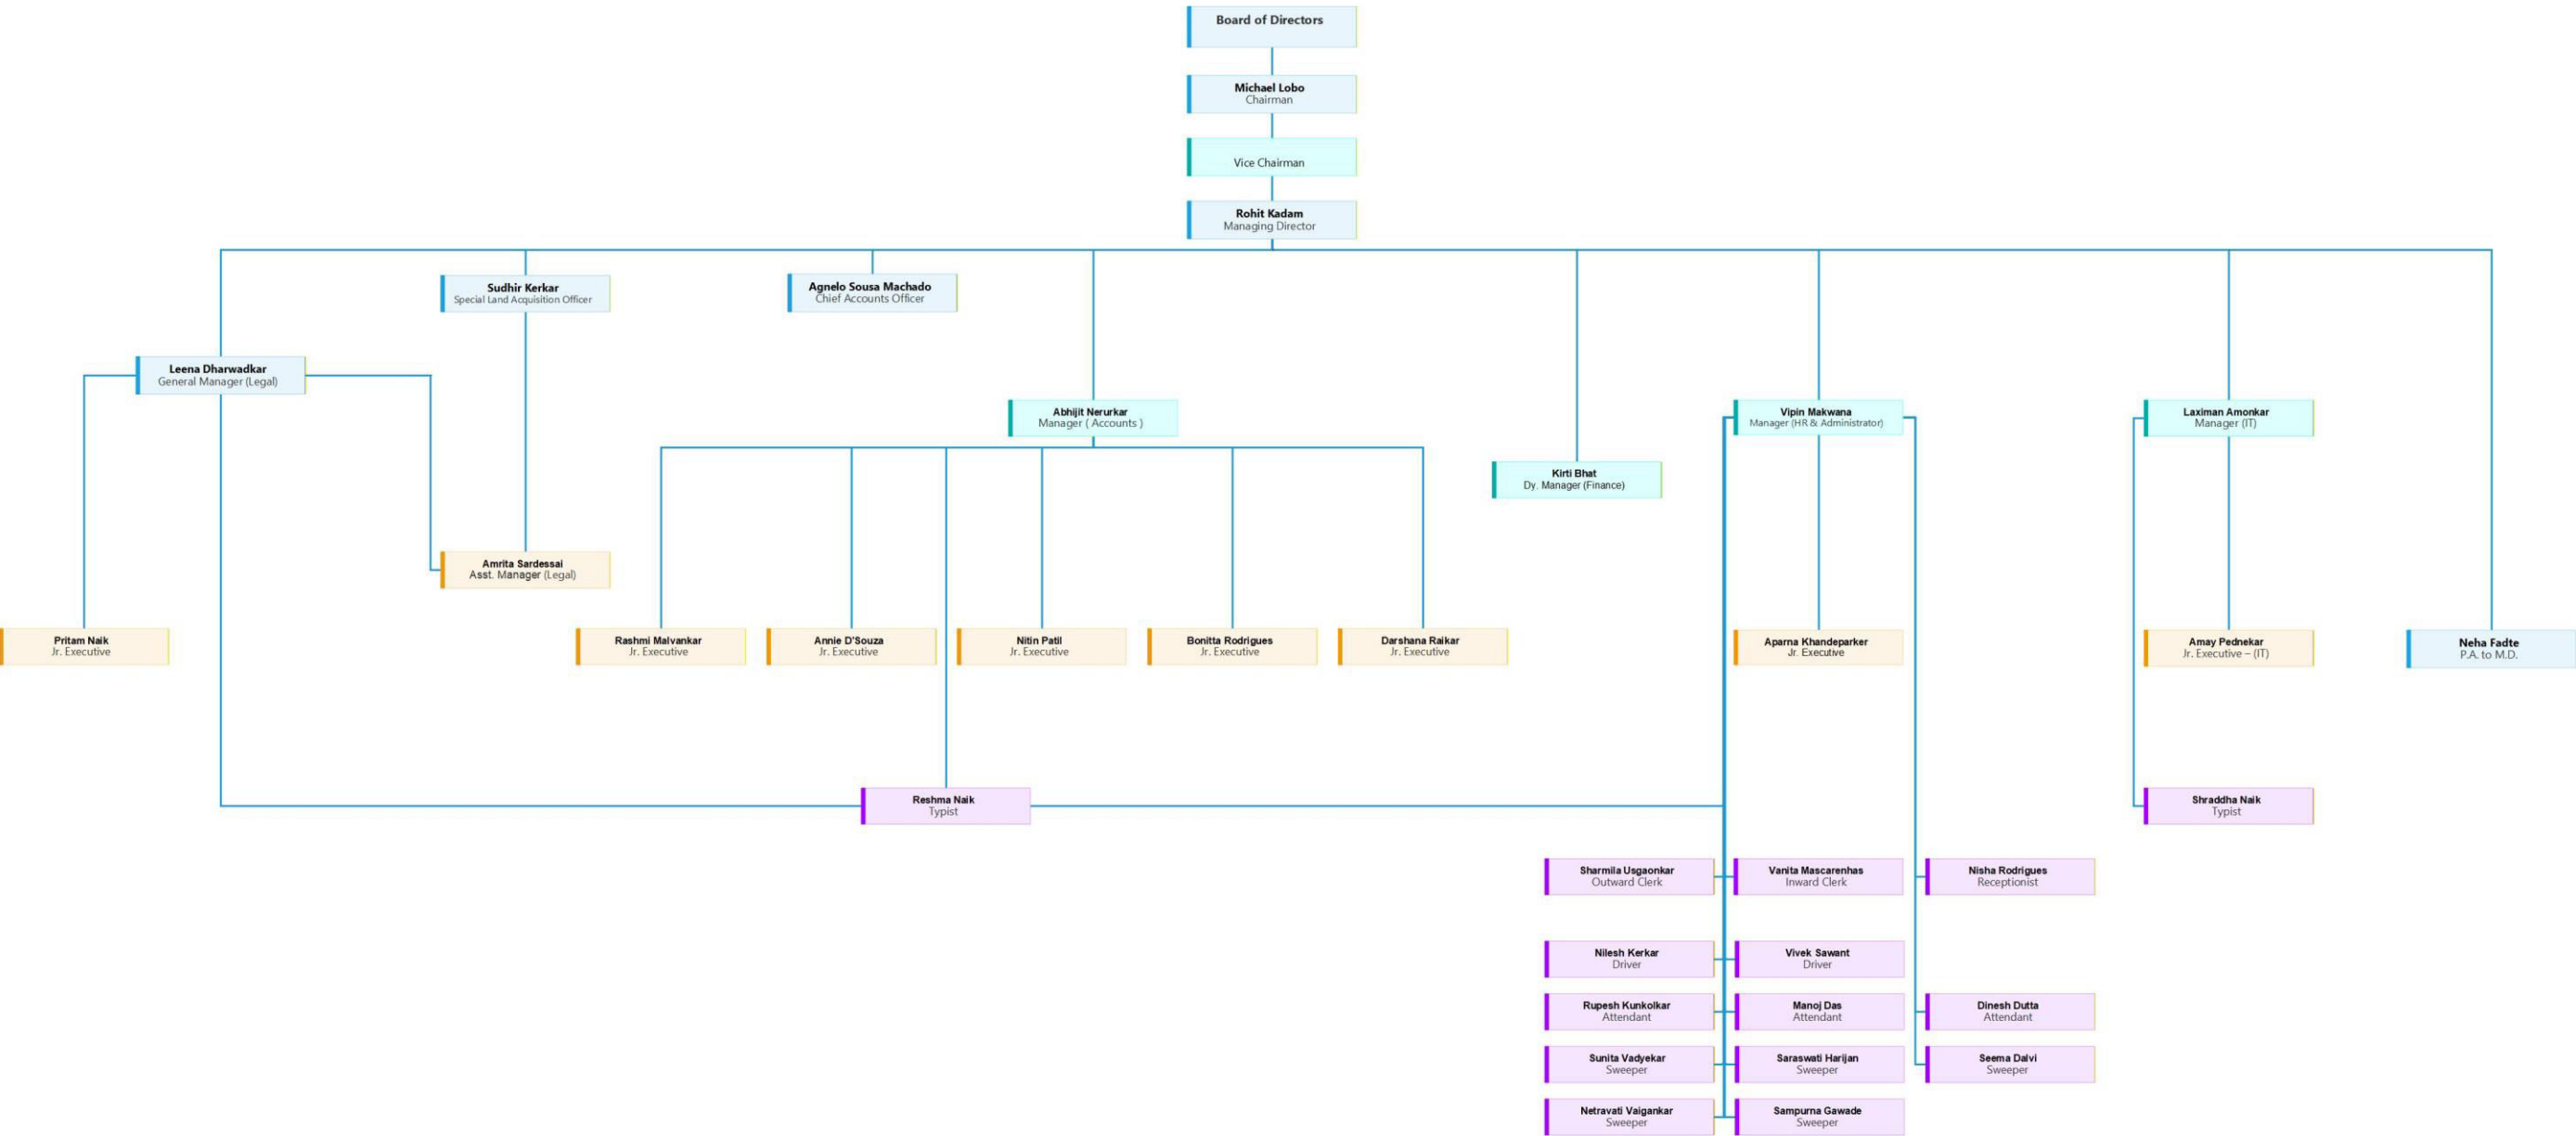 Board of Directors
Michael Lobo
Chairman
Vice Chairman
Rohit Kadam
Managing Director
Sudhir Kerkar
Special Land Acquisition Officer
Agnelo Sousa Machado
Chief Accounts Officer
Leena Dharwadkar
General Manager (Legal)
Abhijit Nerurkar
Manager ( Accounts )
Vipin Makwana
Manager (HR & Administrator)
Laximan Amonkar
Manager (IT)
Kirti Bhat
Dy. Manager (Finance)
Amrita Sardessai
Asst. Manager (Legal)
Pritam Naik
Jr. Executive
Rashmi Malvankar
Jr. Executive
Annie D'Souza
Jr. Executive
Nitin Patil
Jr. Executive
Bonitta Rodrigues
Jr. Executive
Darshana Raikar
Jr. Executive
Aparna Khandeparker
Jr. Executive
Amay Pednekar
Jr. Executive – (IT)
Neha Fadte
P.A. to M.D.
Reshma Naik
Typist
Shraddha Naik
Typist
Sharmila Usgaonkar
Outward Clerk
Vanita Mascarenhas
Inward Clerk
Nisha Rodrigues
Receptionist
Nilesh Kerkar
Driver
Vivek Sawant
Driver
Rupesh Kunkolkar
Attendant
Manoj Das
Attendant
Dinesh Dutta
Attendant
Sunita Vadyekar
Sweeper
Saraswati Harijan
Sweeper
Seema Dalvi
Sweeper
Netravati Vaigankar
Sweeper
Sampurna Gawade
Sweeper